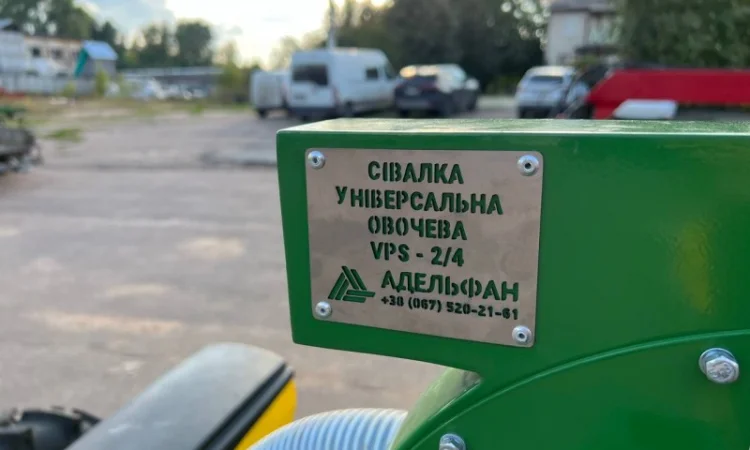 СІВАЛКА
УНІВЕРСАЛЬНА
ОВОЧЕВА
VPS - 2/4
АДЕЛЬФАН
+38 (067) 520-21-61